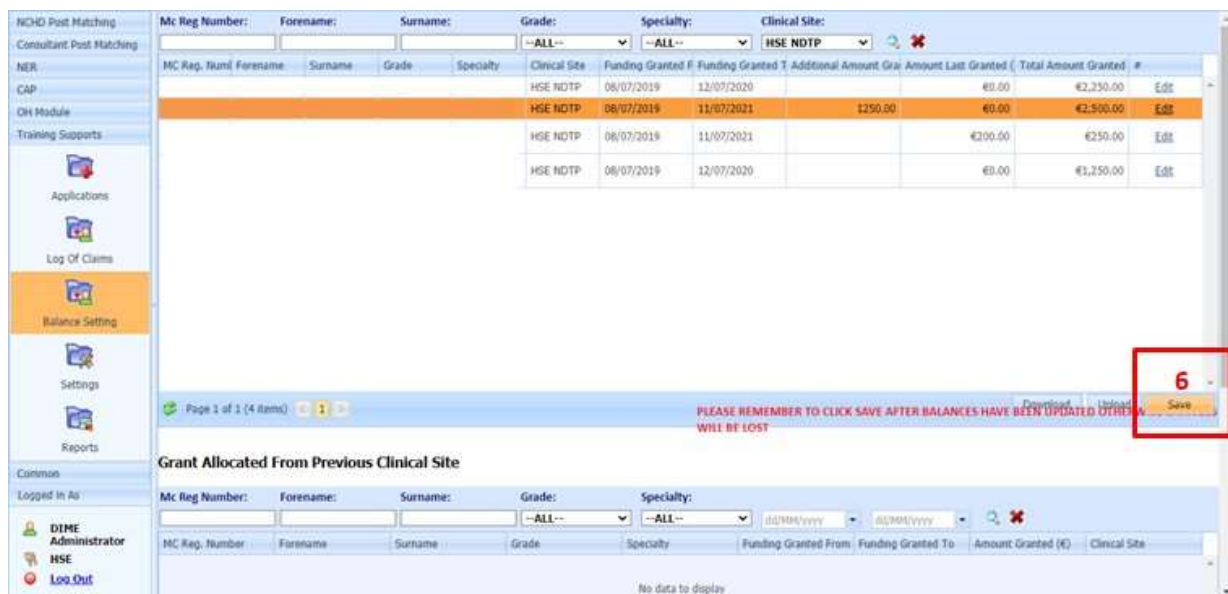 NCHD Post Matching
Consultant Post Matching
NER
CAP
OH Module
Training Supports
Applications
Log Of Claims
Balance Setting
Settings
Reports
Common
Logged In As
DIME Administrator
HSE
Log Out
Mc Reg Number: Forename: Surname: Grade: Specialty: Clinical Site:
--ALL-- --ALL-- HSE NDTP
MC Reg. Numl Forename Surname Grade Specialty Clinical Site Funding Granted F Funding Granted T Additional Amount Gra Amount Last Granted ( Total Amount Granted #
HSE NDTP 08/07/2019 12/07/2020 €0.00 €2,250.00 Edit
HSE NDTP 08/07/2019 11/07/2021 1250.00 €0.00 €2,500.00 Edit
HSE NDTP 08/07/2019 11/07/2021 €200.00 €250.00 Edit
HSE NDTP 08/07/2019 12/07/2020 €0.00 €1,250.00 Edit
6
Page 1 of 1 (4 items) 1 Download Upload Save
PLEASE REMEMBER TO CLICK SAVE AFTER BALANCES HAVE BEEN UPDATED
WILL BE LOST
Grant Allocated From Previous Clinical Site
Mc Reg Number: Forename: Surname: Grade: Specialty:
--ALL-- --ALL-- dd/MM/yyyy dd/MM/yyyy
MC Reg. Number Forename Surname Grade Specialty Funding Granted From Funding Granted To Amount Granted (€) Clinical Site
No data to display